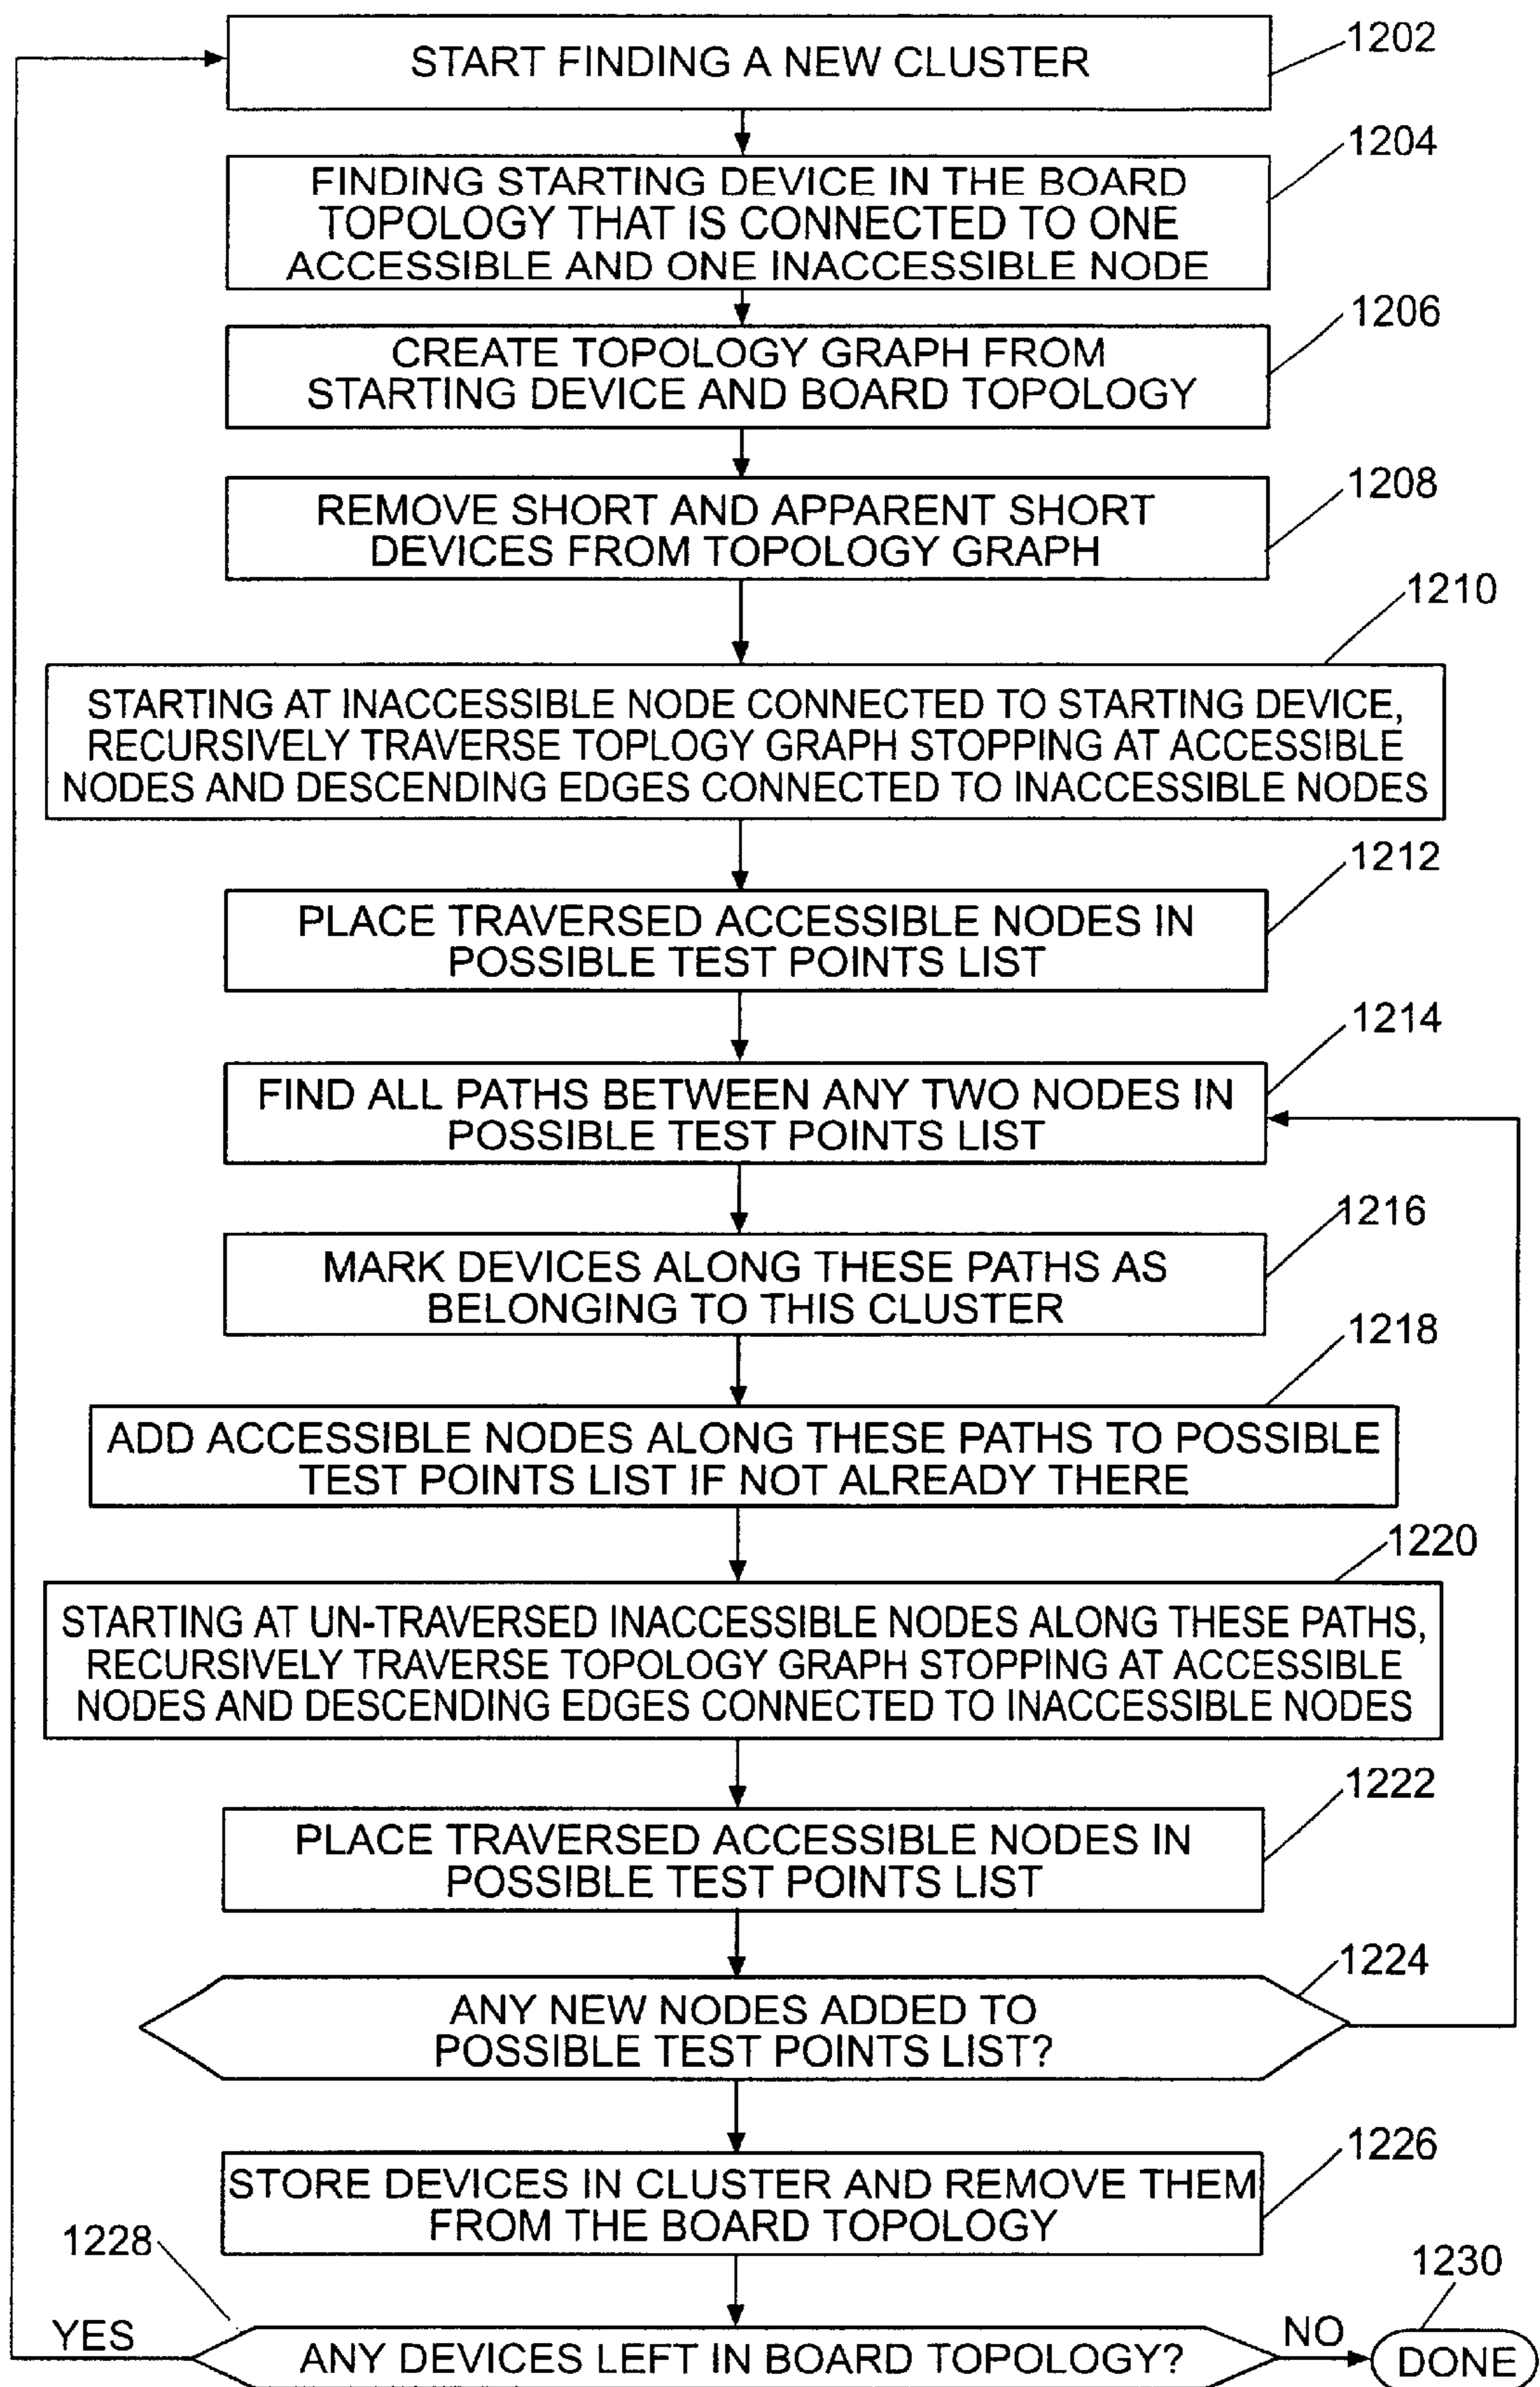 START FINDING A NEW CLUSTER
1202
1204
FINDING STARTING DEVICE IN THE BOARD
TOPOLOGY THAT IS CONNECTED TO ONE
ACCESSIBLE AND ONE INACCESSIBLE NODE
1206
CREATE TOPOLOGY GRAPH FROM
STARTING DEVICE AND BOARD TOPOLOGY
1208
REMOVE SHORT AND APPARENT SHORT
DEVICES FROM TOPOLOGY GRAPH
1210
STARTING AT INACCESSIBLE NODE CONNECTED TO STARTING DEVICE,
RECURSIVELY TRAVERSE TOPLOGY GRAPH STOPPING AT ACCESSIBLE
NODES AND DESCENDING EDGES CONNECTED TO INACCESSIBLE NODES
1212
PLACE TRAVERSED ACCESSIBLE NODES IN
POSSIBLE TEST POINTS LIST
1214
FIND ALL PATHS BETWEEN ANY TWO NODES IN
POSSIBLE TEST POINTS LIST
1216
MARK DEVICES ALONG THESE PATHS AS
BELONGING TO THIS CLUSTER
1218
ADD ACCESSIBLE NODES ALONG THESE PATHS TO POSSIBLE
TEST POINTS LIST IF NOT ALREADY THERE
1220
STARTING AT UN-TRAVERSED INACCESSIBLE NODES ALONG THESE PATHS,
RECURSIVELY TRAVERSE TOPOLOGY GRAPH STOPPING AT ACCESSIBLE
NODES AND DESCENDING EDGES CONNECTED TO INACCESSIBLE NODES
1222
PLACE TRAVERSED ACCESSIBLE NODES IN
POSSIBLE TEST POINTS LIST
1224
ANY NEW NODES ADDED TO
POSSIBLE TEST POINTS LIST?
1226
STORE DEVICES IN CLUSTER AND REMOVE THEM
FROM THE BOARD TOPOLOGY
1228
1230
YES
ANY DEVICES LEFT IN BOARD TOPOLOGY?
NO
DONE